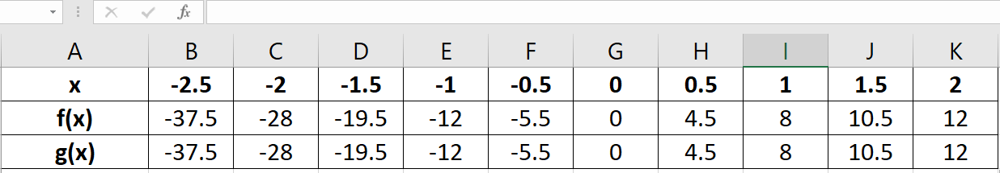 fx
A B C D E F G H I J K
x -2.5 -2 -1.5 -1 -0.5 0 0.5 1 1.5 2
f(x) -37.5 -28 -19.5 -12 -5.5 0 4.5 8 10.5 12
g(x) -37.5 -28 -19.5 -12 -5.5 0 4.5 8 10.5 12